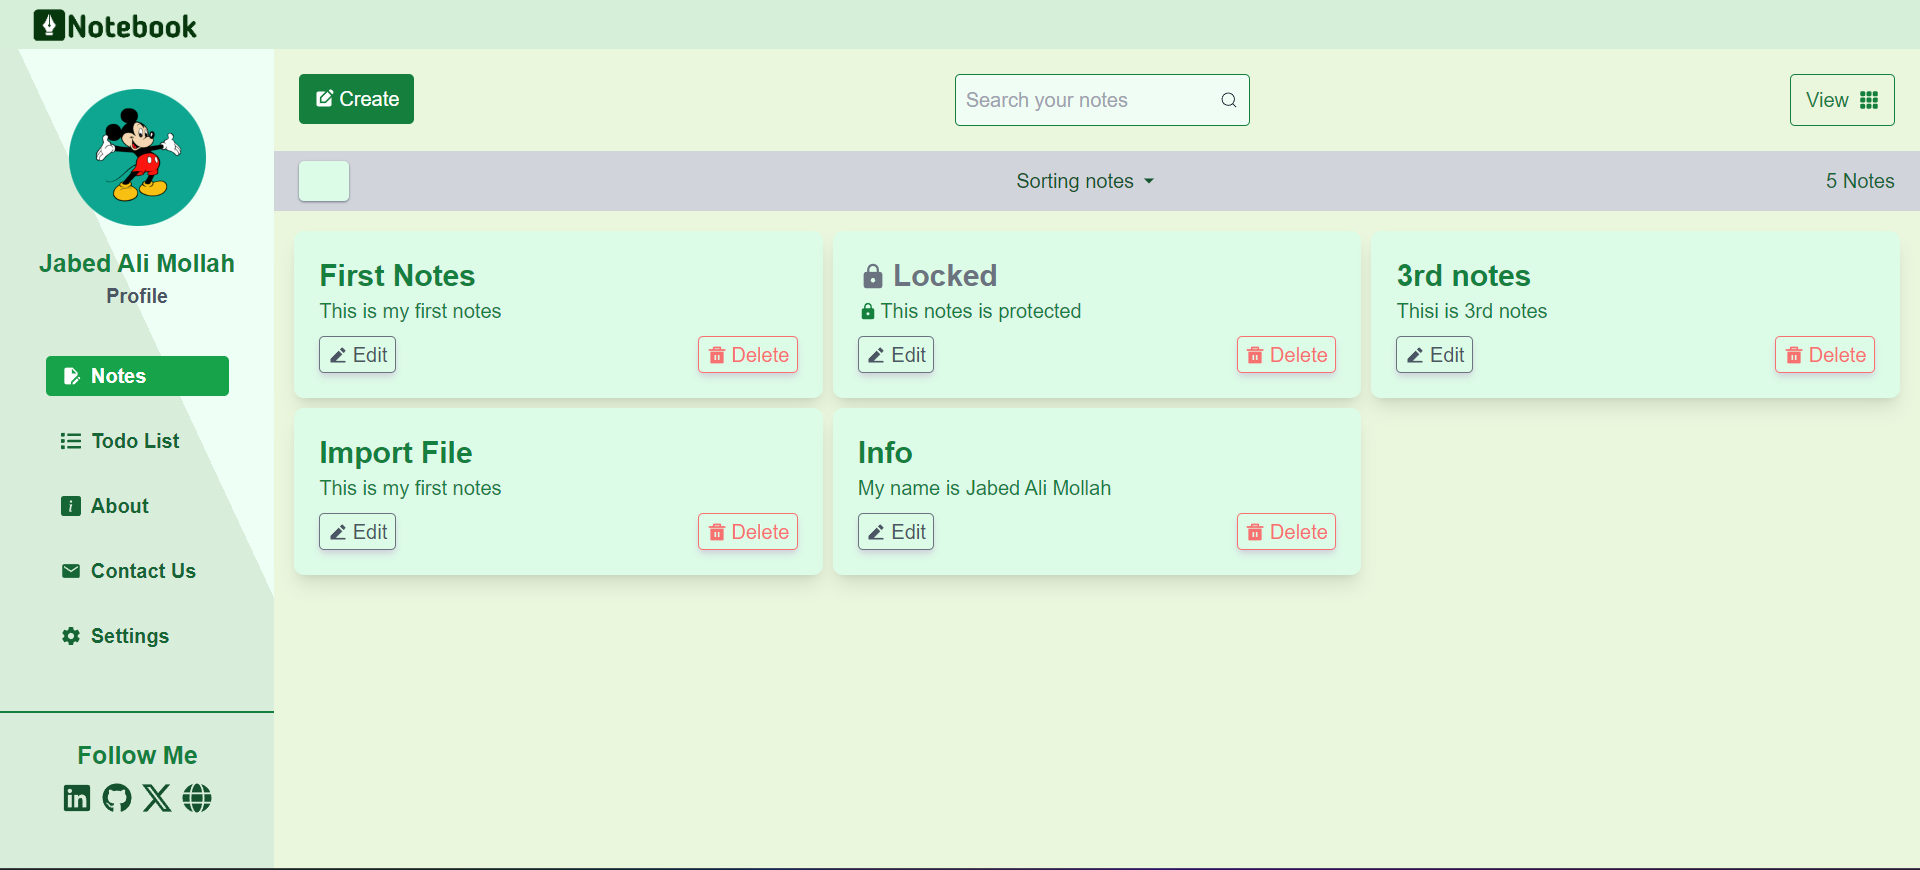 Notebook
Jabed Ali Mollah
Profile
Notes
Todo List
About
Contact Us
Settings
Follow Me
Create
Search your notes
View
Sorting notes
5 Notes
First Notes
This is my first notes
Edit
Delete
Locked
This notes is protected
Edit
Delete
3rd notes
Thisi is 3rd notes
Edit
Delete
Import File
This is my first notes
Edit
Delete
Info
My name is Jabed Ali Mollah
Edit
Delete